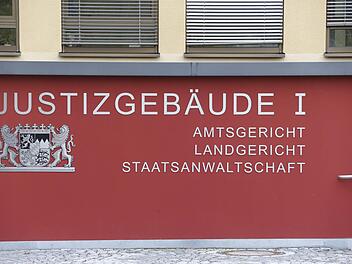 JUSTIZGEBÄUDE I
AMTSGERICHT
LANDGERICHT
STAATSANWALTSCHAFT